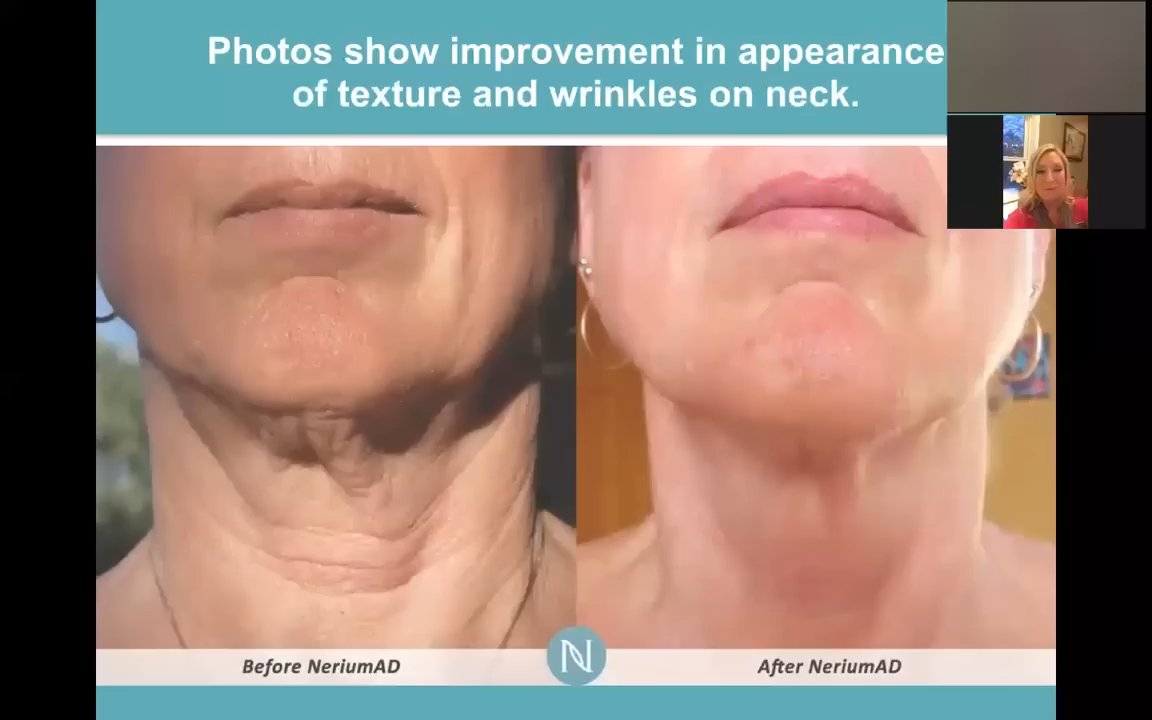 Photos show improvement in appearance
of texture and wrinkles on neck.
N
Before NeriumAD
After NeriumAD